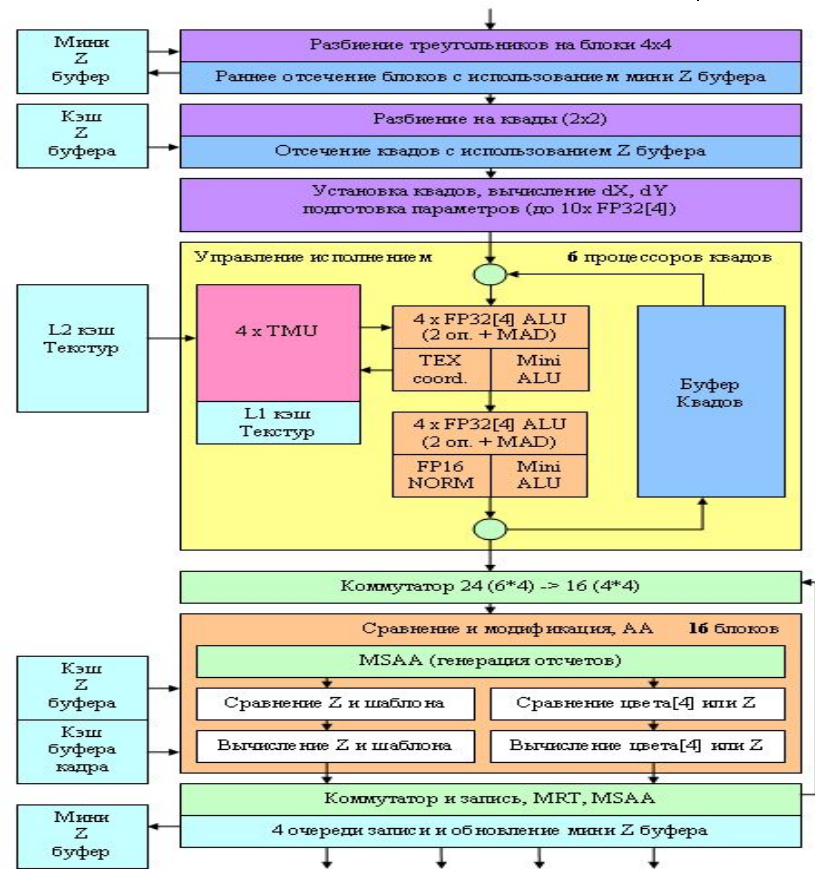 Мини
Z
буфер
Разбиение треугольников на блоки 4x4
Раннее отсечение блоков с использованием мини Z буфера
Кэш
Z
буфера
Разбиение на квады (2x2)
Отсечение квадов с использованием Z буфера
Установка квадов, вычисление dX, dY
подготовка параметров (до 10x FP32[4])
Управление исполнением
6 процессоров квадов
L2 кэш
Текстур
4 x TMU
L1 кэш
Текстур
4 x FP32[4] ALU
(2 оп. + MAD)
TEX
coord.
Mini
ALU
4 x FP32[4] ALU
(2 оп. + MAD)
FP16
NORM
Mini
ALU
Буфер
Квадов
Коммутатор 24 (6*4) -> 16 (4*4)
Сравнение и модификация, AA
16 блоков
MSAA (генерация отсчетов)
Кэш
Z
буфера
Сравнение Z и шаблона
Сравнение цвета[4] или Z
Кэш
буфера
кадра
Вычисление Z и шаблона
Вычисление цвета[4] или Z
Мини
Z
буфер
Коммутатор и запись, MRT, MSAA
4 очереди записи и обновление мини Z буфера